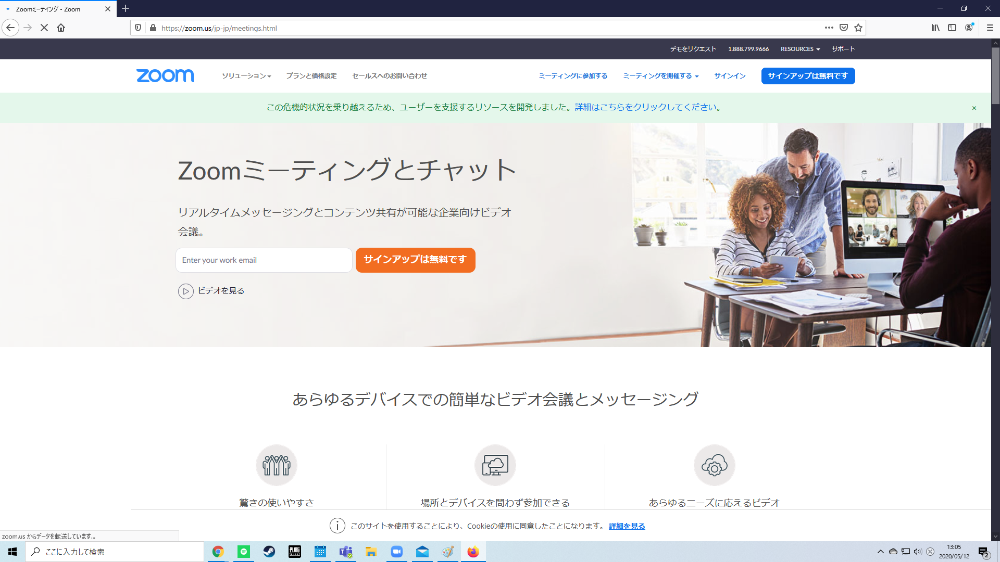 Zoomミーティング - Zoom
https://zoom.us/jp-jp/meetings.html
デモをリクエスト 1.888.799.9666 RESOURCES サポート
zoom ソリューション プランと価格設定 セールスへのお問い合わせ ミーティングに参加する ミーティングを開催する サインイン サインアップは無料です
この危機的状況を乗り越えるため、ユーザーを支援するリソースを開発しました。詳細はこちらをクリックしてください。 ×
Zoomミーティングとチャット
リアルタイムメッセージングとコンテンツ共有が可能な企業向けビデオ
会議。
Enter your work email サインアップは無料です
ビデオを見る
あらゆるデバイスでの簡単なビデオ会議とメッセージング
驚きの使いやすさ 場所とデバイスを問わず参加できる あらゆるニーズに応えるビデオ
このサイトを使用することにより、Cookieの使用に同意したことになります。 詳細を見る
zoom.us からデータを転送しています...
ここに入力して検索
PUBG
13:05
2020/05/12
2